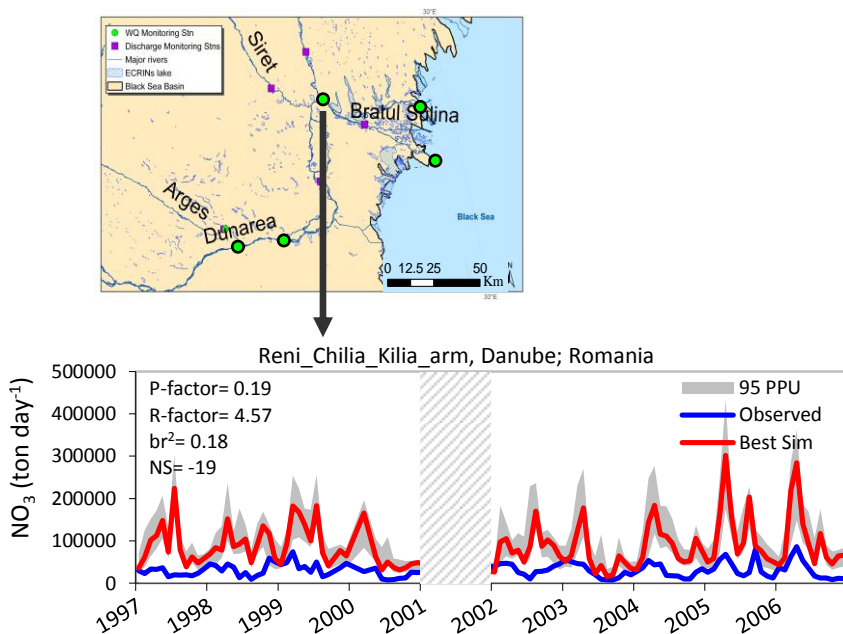 30°E
WQ Monitoring Stn
Discharge Monitoring Stns
Major rivers
ECRINs lake
Black Sea Basin
Siret
Bratul Sulina
Arges
Dunarea
Black Sea
0 12.5 25 50
Km
N
30°E
Reni_Chilia_Kilia_arm, Danube; Romania
NO3 (ton day-1)
500000
400000
300000
200000
100000
0
P-factor= 0.19
R-factor= 4.57
br2= 0.18
NS= -19
95 PPU
Observed
Best Sim
1997 1998 1999 2000 2001 2002 2003 2004 2005 2006